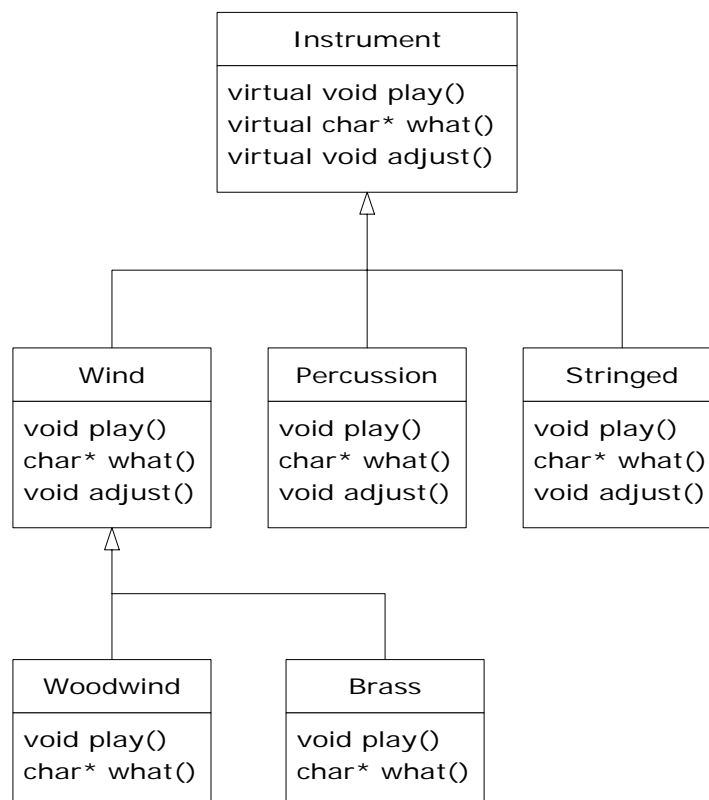 Instrument
virtual void play()
virtual char* what()
virtual void adjust()
Wind
void play()
char* what()
void adjust()
Percussion
void play()
char* what()
void adjust()
Stringed
void play()
char* what()
void adjust()
Woodwind
void play()
char* what()
Brass
void play()
char* what()